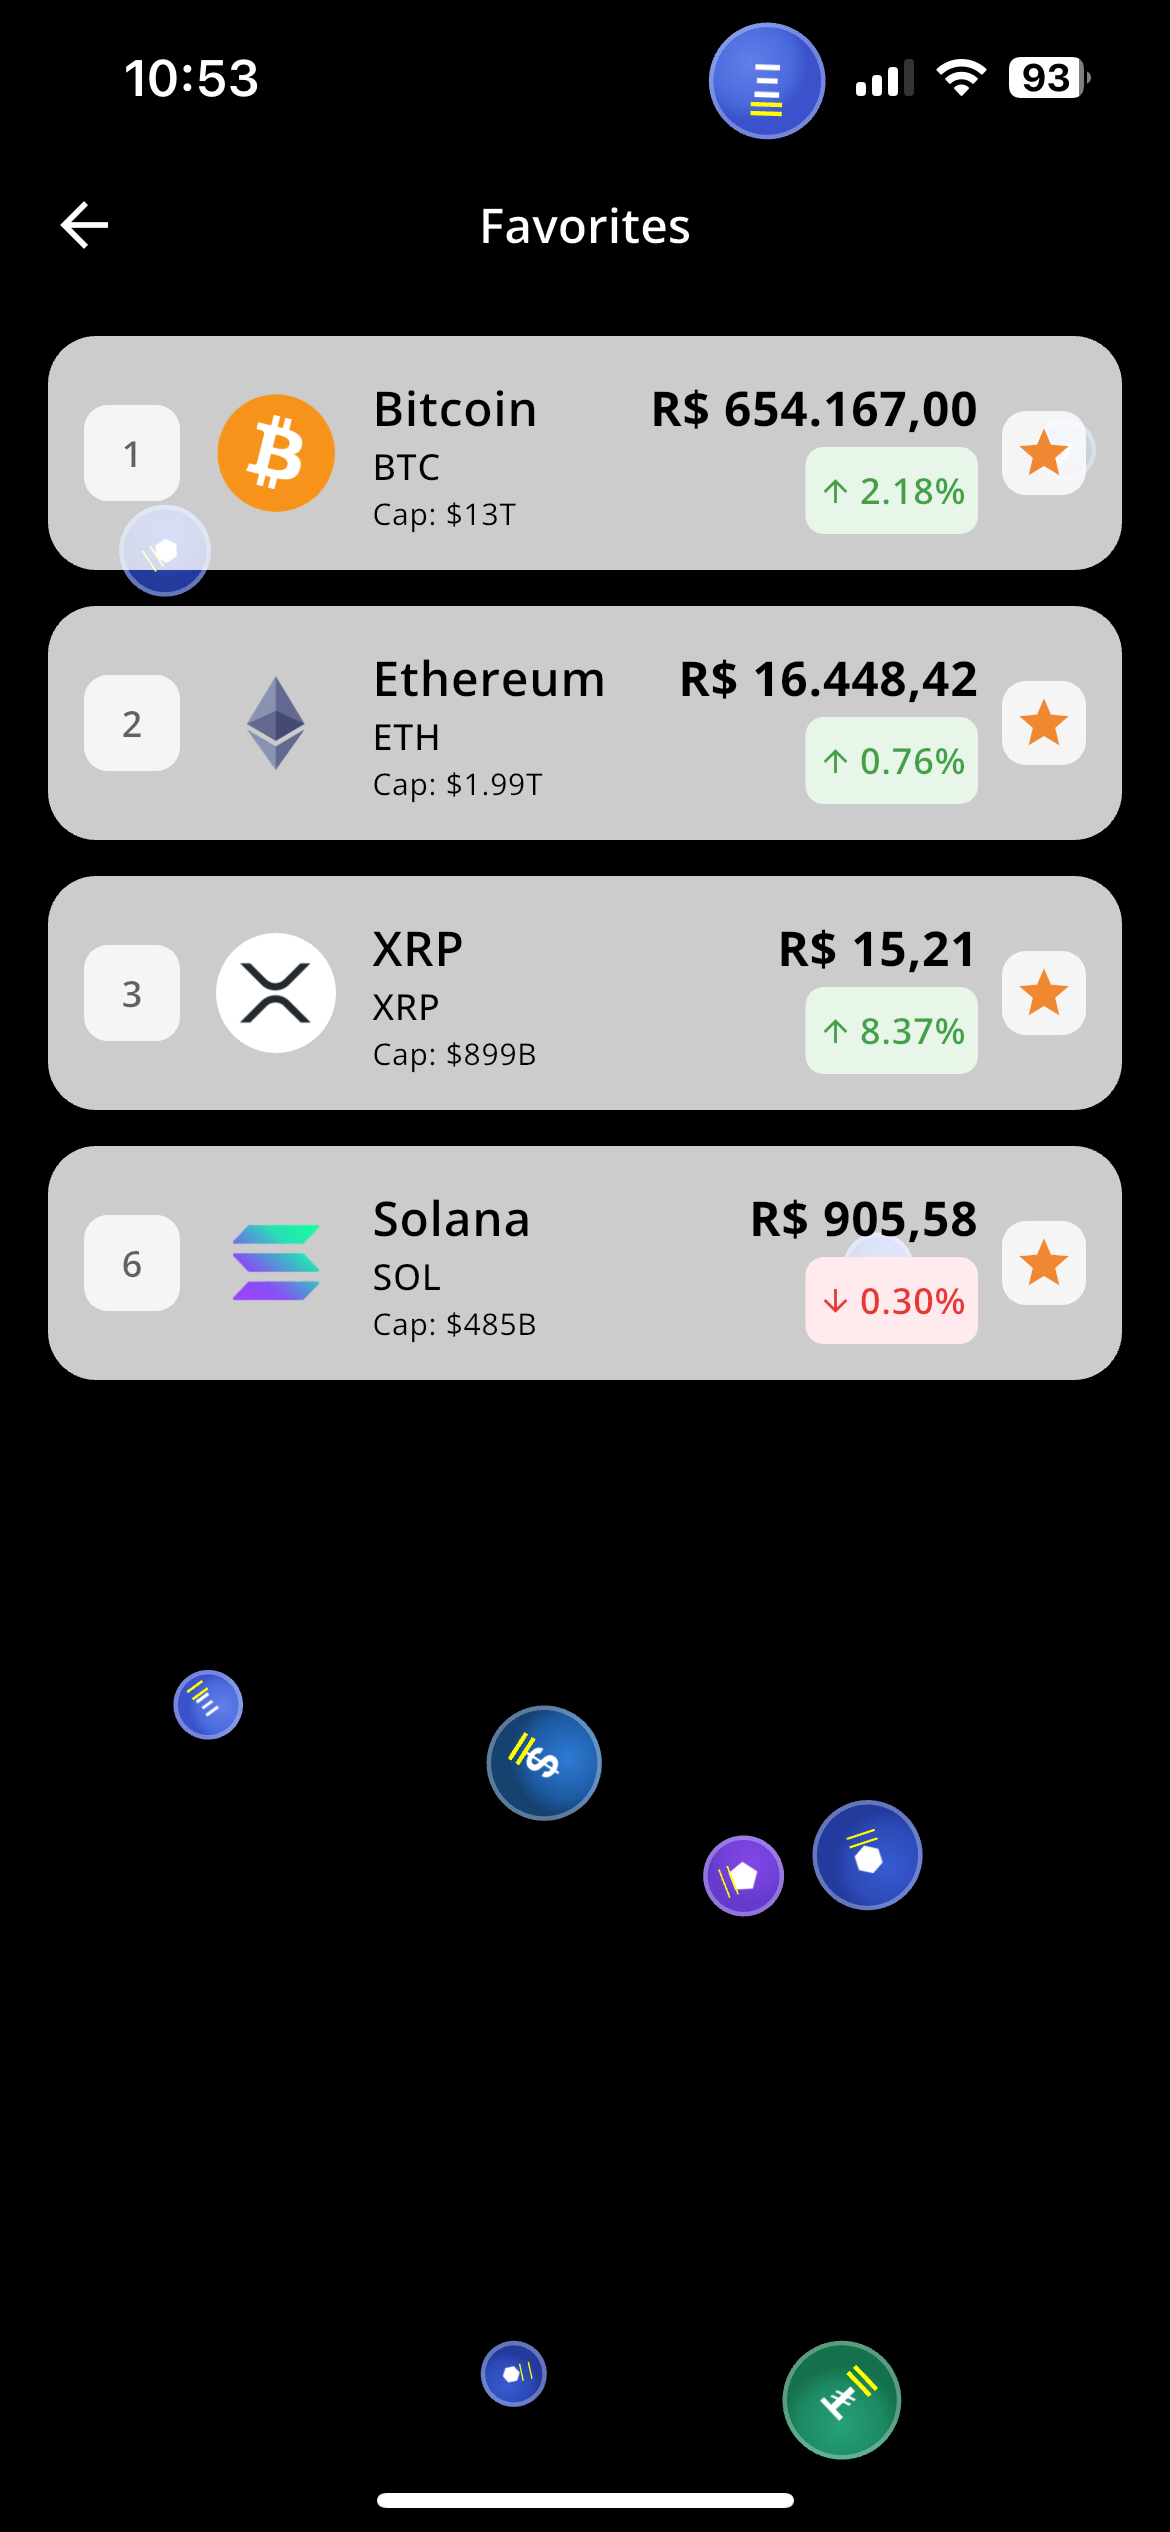 10:53
93
Favorites
1
Bitcoin
R$ 654.167,00
BTC
↑ 2.18%
Cap: $13T
2
Ethereum
R$ 16.448,42
ETH
↑ 0.76%
Cap: $1.99T
3
XRP
R$ 15,21
XRP
↑ 8.37%
Cap: $899B
6
Solana
R$ 905,58
SOL
↓ 0.30%
Cap: $485B
$